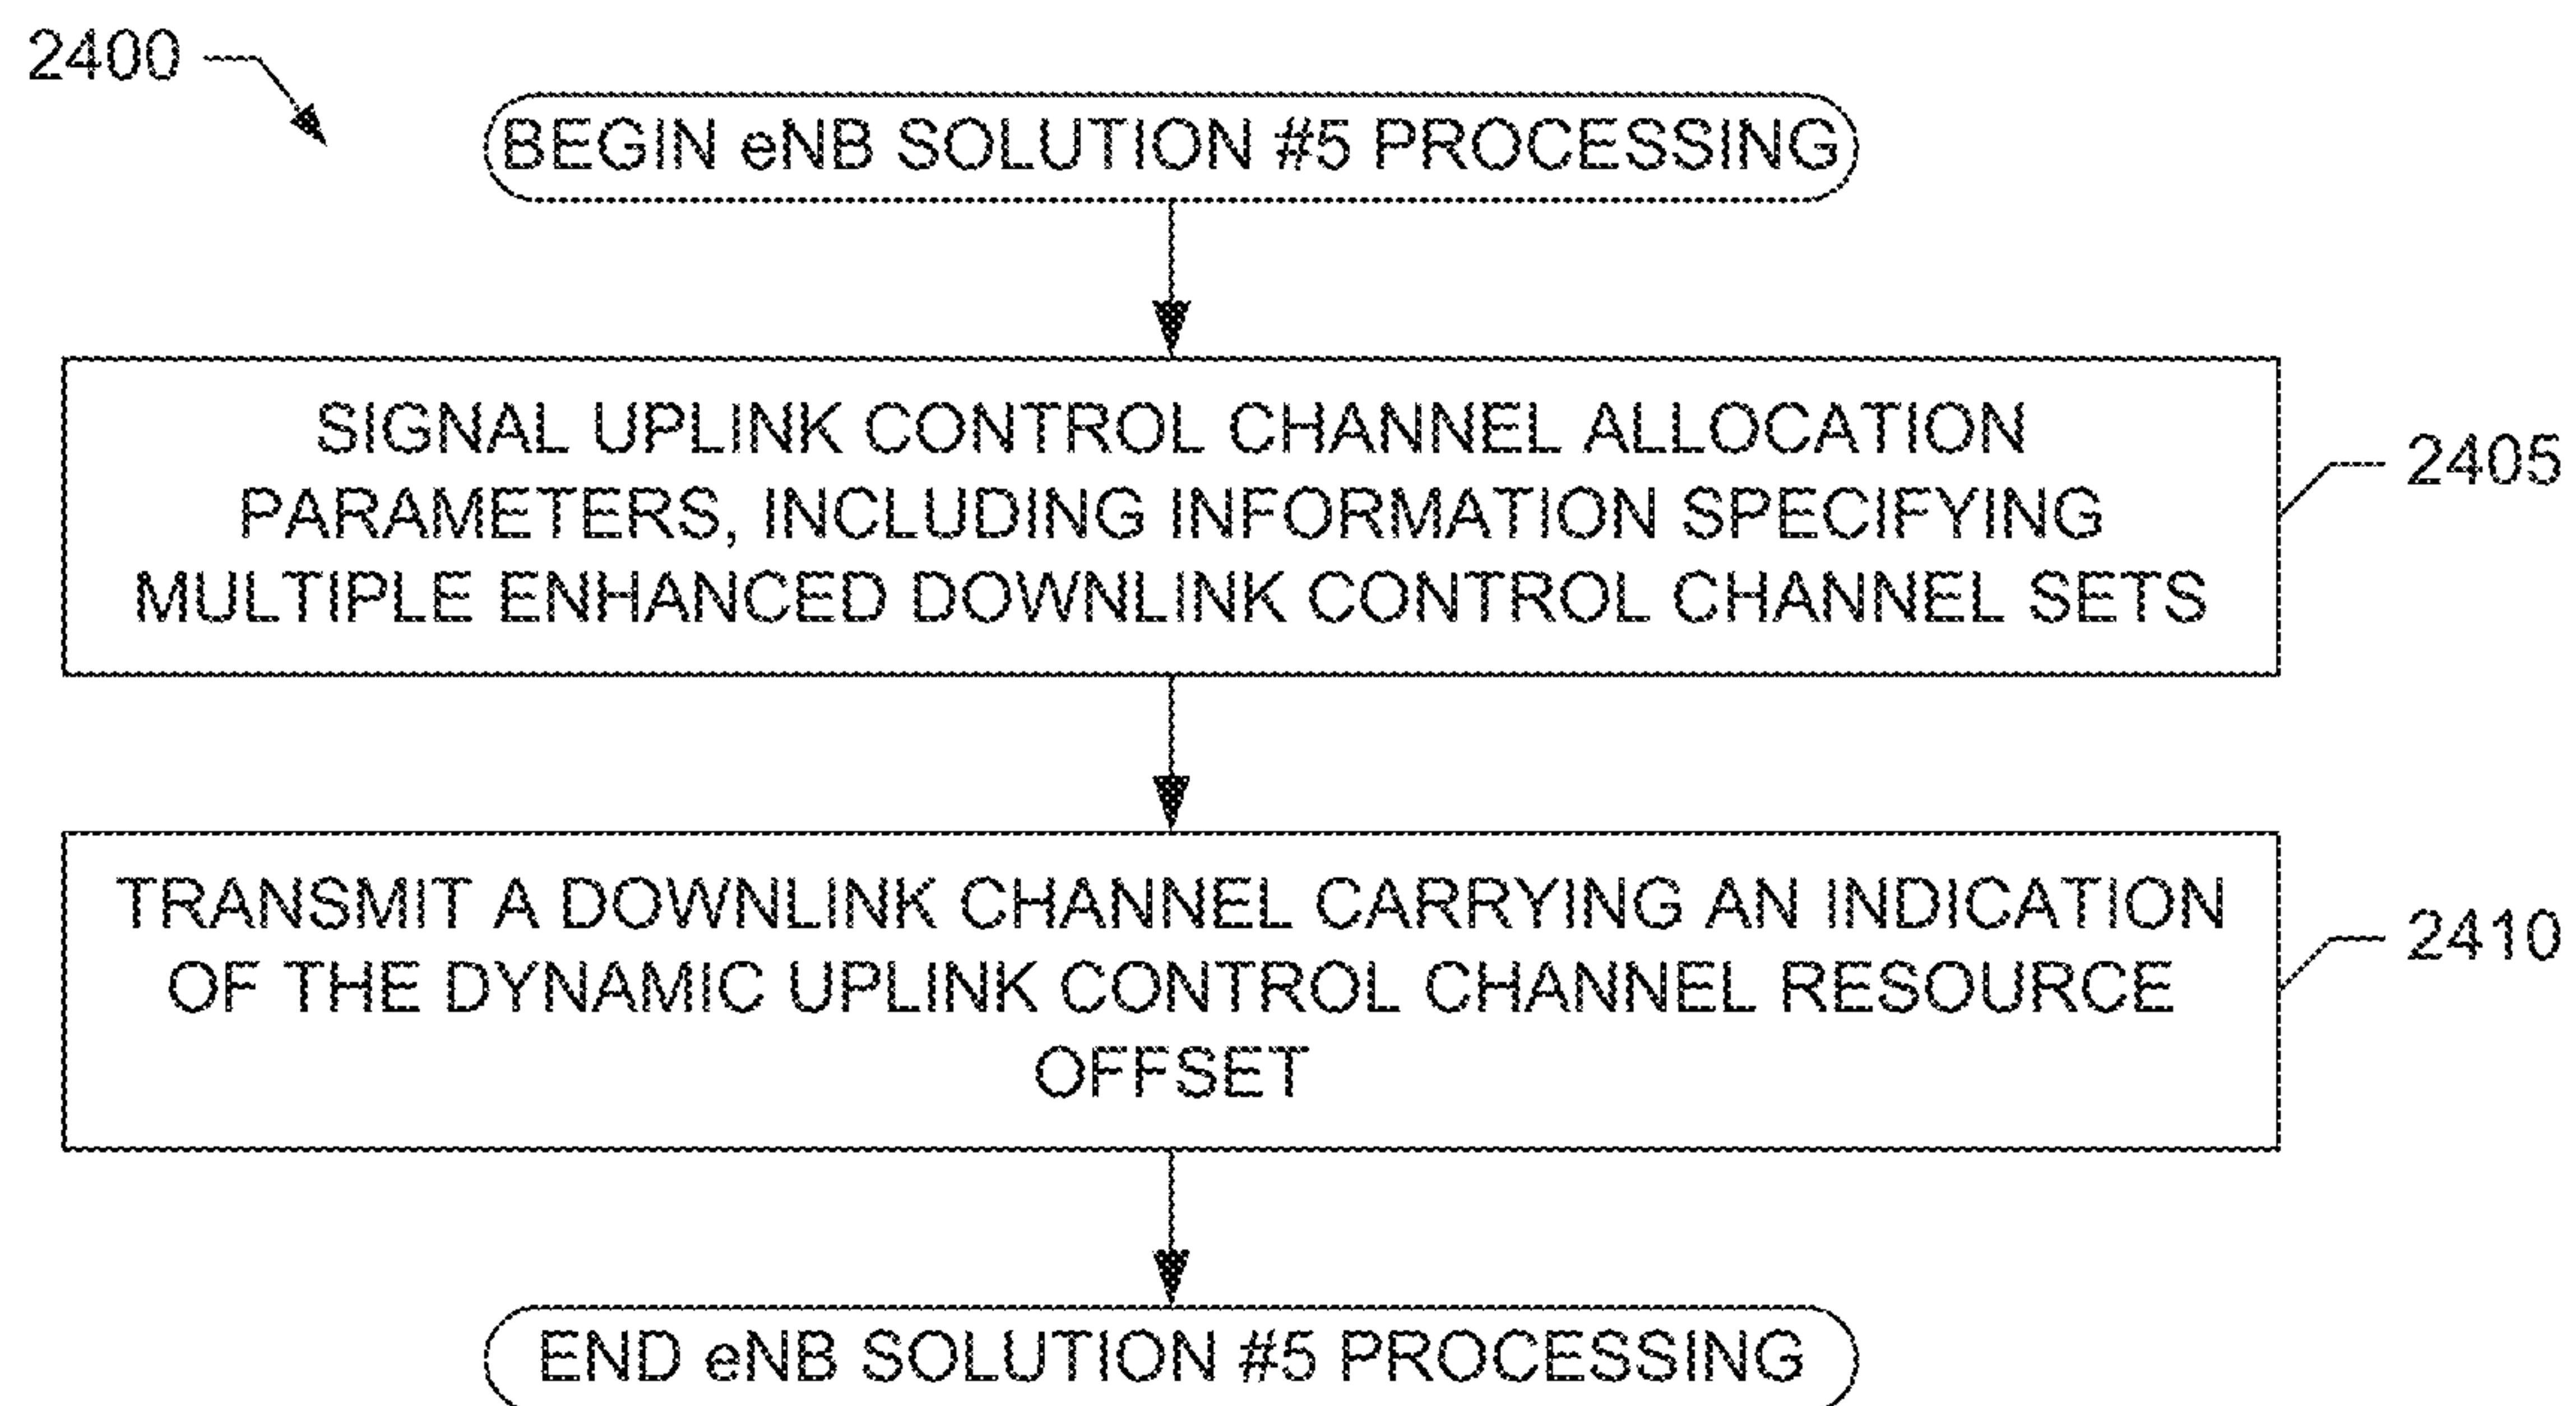 2400
BEGIN eNB SOLUTION #5 PROCESSING
SIGNAL UPLINK CONTROL CHANNEL ALLOCATION
PARAMETERS, INCLUDING INFORMATION SPECIFYING
MULTIPLE ENHANCED DOWNLINK CONTROL CHANNEL SETS
2405
TRANSMIT A DOWNLINK CHANNEL CARRYING AN INDICATION
OF THE DYNAMIC UPLINK CONTROL CHANNEL RESOURCE
OFFSET
2410
END eNB SOLUTION #5 PROCESSING